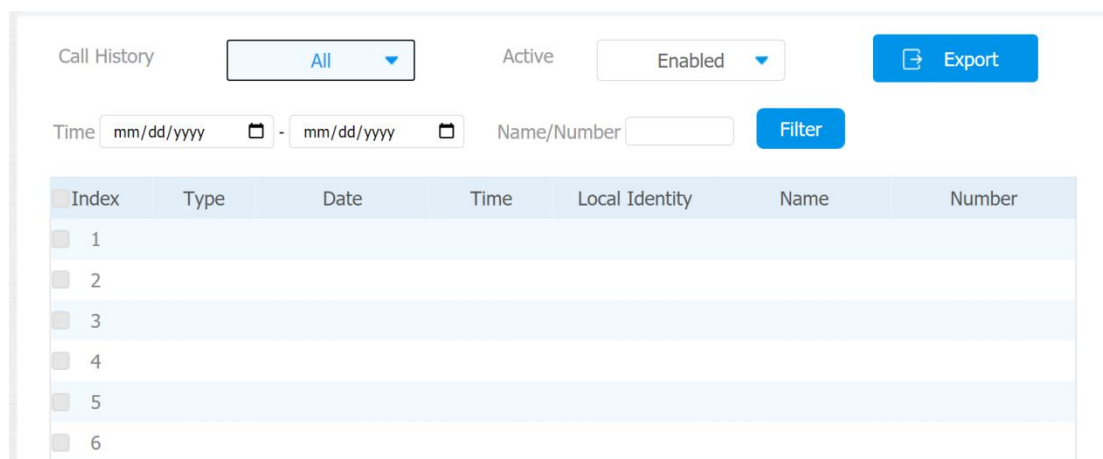 Call History All Active Enabled Export
Time mm/dd/yyyy - mm/dd/yyyy Name/Number Filter
Index Type Date Time Local Identity Name Number
1
2
3
4
5
6